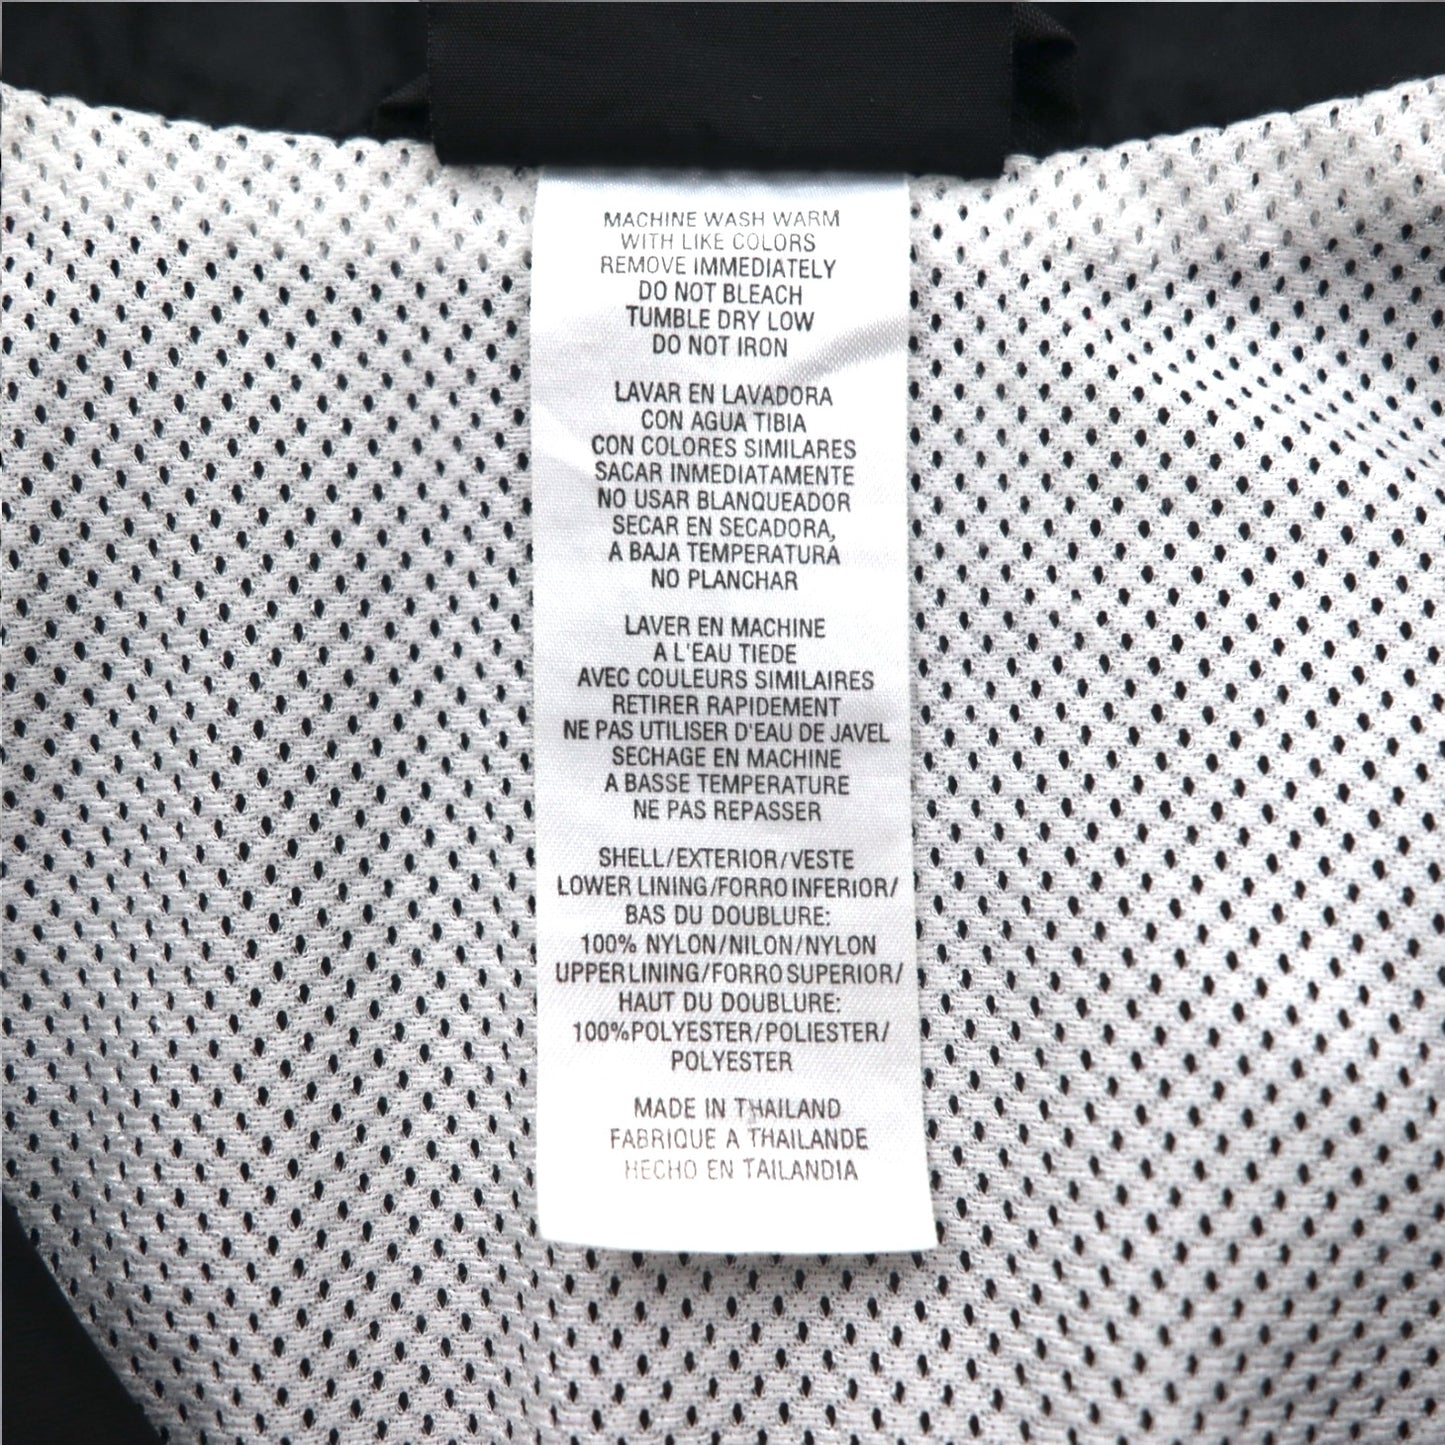 MACHINE WASH WARM
WITH LIKE COLORS
REMOVE IMMEDIATELY
DO NOT BLEACH
TUMBLE DRY LOW
DO NOT IRON
LAVAR EN LAVADORA
CON AGUA TIBIA
CON COLORES SIMILARES
SACAR INMEDIATAMENTE
NO USAR BLANQUEADOR
SECAR EN SECADORA,
A BAJA TEMPERATURA
NO PLANCHAR
LAVER EN MACHINE
A L'EAU TIEDE
AVEC COULEURS SIMILAIRES
RETIRER RAPIDEMENT
NE PAS UTILISER D'EAU DE JAVEL
SECHAGE EN MACHINE
A BASSE TEMPERATURE
NE PAS REPASSER
SHELL/EXTERIOR/VESTE
LOWER LINING/FORRO INFERIOR/
BAS DU DOUBLURE:
100% NYLON/NILON/NYLON
UPPER LINING/FORRO SUPERIOR/
HAUT DU DOUBLURE:
100%POLYESTER/POLIESTER/
POLYESTER
MADE IN THAILAND
FABRIQUE A THAILANDE
HECHO EN TAILANDIA